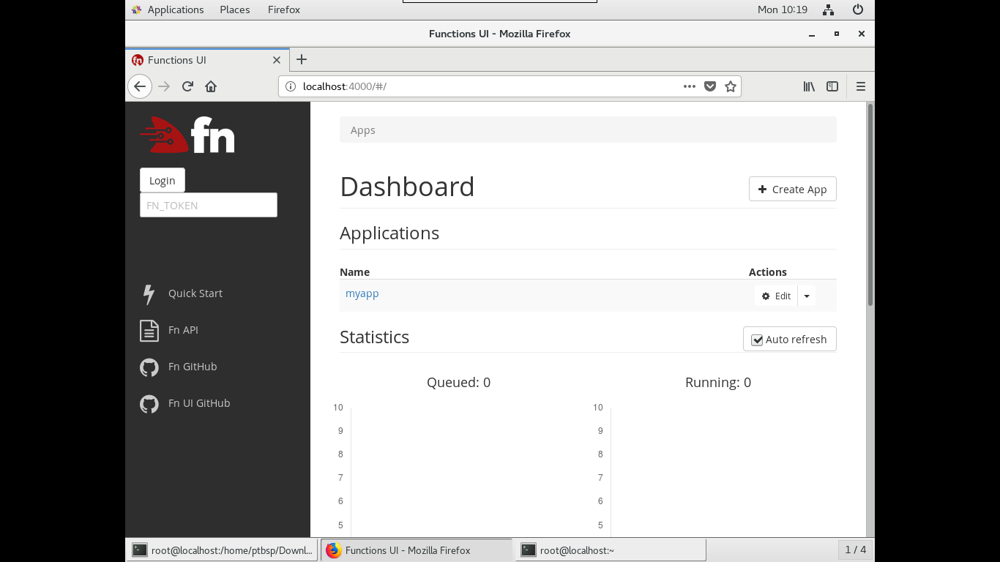 Applications Places Firefox Mon 10:19
Functions UI - Mozilla Firefox
Functions UI
localhost:4000/#/
fn
Apps
Login
FN_TOKEN
Dashboard
Create App
Applications
Name Actions
myapp Edit
Quick Start
Fn API
Fn GitHub
Fn UI GitHub
Statistics Auto refresh
Queued: 0 Running: 0
10 10
9 9
8 8
7 7
6 6
5 5
root@localhost:/home/ptbsp/Downl... Functions UI - Mozilla Firefox root@localhost:~ 1 / 4